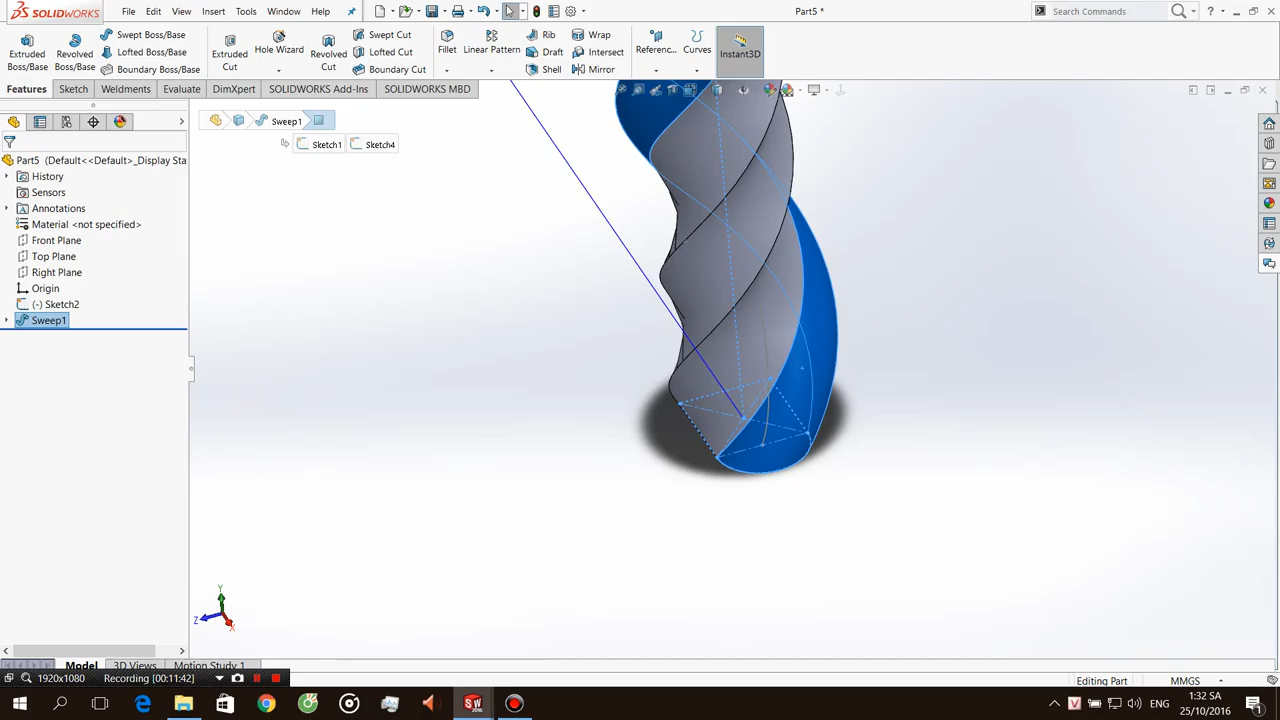 SOLIDWORKS
File Edit View Insert Tools Window Help
Part5 *
Search Commands
Extruded Boss/Base
Revolved Boss/Base
Swept Boss/Base
Lofted Boss/Base
Boundary Boss/Base
Extruded Cut
Hole Wizard
Revolved Cut
Swept Cut
Lofted Cut
Boundary Cut
Fillet
Linear Pattern
Rib
Draft
Shell
Wrap
Intersect
Mirror
Referenc...
Curves
Instant3D
Features Sketch Weldments Evaluate DimXpert SOLIDWORKS Add-Ins SOLIDWORKS MBD
Sweep1
Sketch1 Sketch4
Part5 (Default<<Default>_Display Sta
History
Sensors
Annotations
Material <not specified>
Front Plane
Top Plane
Right Plane
Origin
(-) Sketch2
Sweep1
Y
Z
X
Model 3D Views Motion Study 1
1920x1080 Recording [00:11:42]
Editing Part MMGS
ENG
1:32 SA
25/10/2016